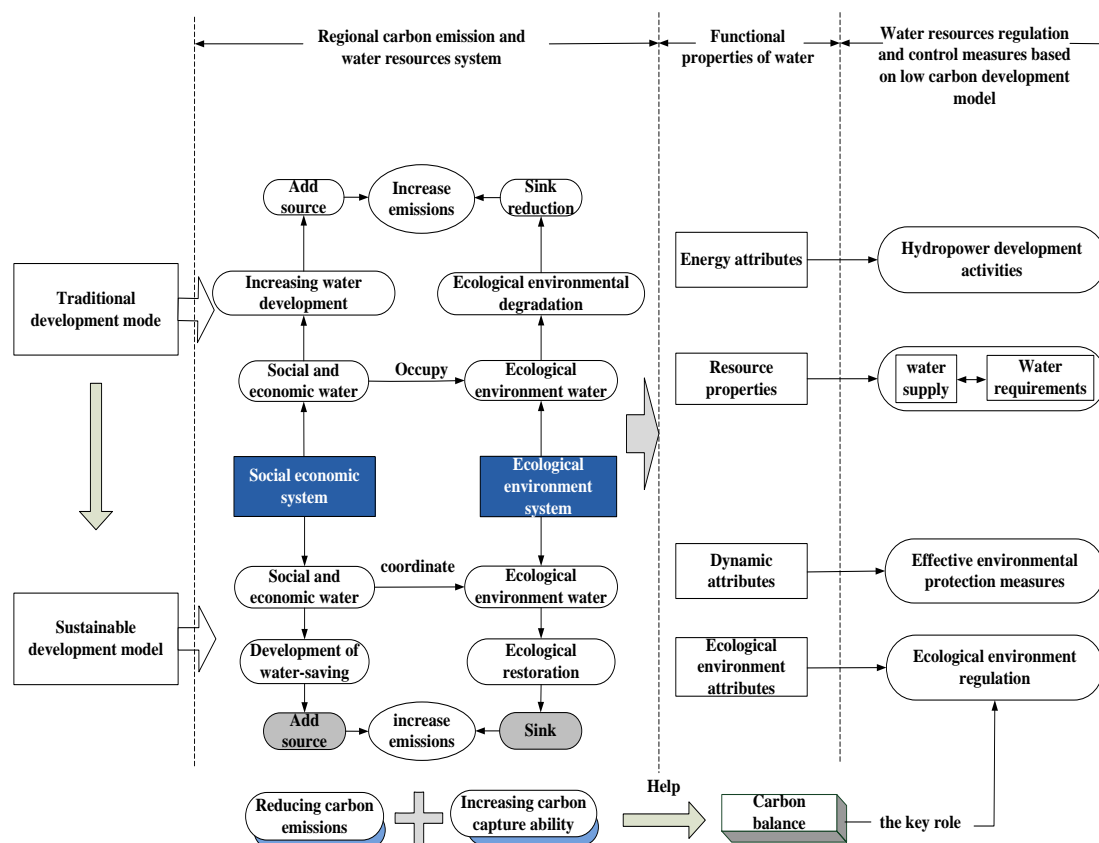 Regional carbon emission and
water resources system
Functional
properties of water
Water resources regulation
and control measures based
on low carbon development
model
Add
source
Increase
emissions
Sink
reduction
Energy attributes
Hydropower development
activities
Traditional
development mode
Increasing water
development
Ecological environmental
degradation
Social and
economic water
Occupy
Ecological
environment water
Resource
properties
water
supply
Water
requirements
Social economic
system
Ecological
environment
system
Dynamic
attributes
Effective environmental
protection measures
Social and
economic water
coordinate
Ecological
environment water
Sustainable
development model
Development of
water-saving
Ecological
restoration
Ecological
environment
attributes
Ecological environment
regulation
Add
source
increase
emissions
Sink
Reducing carbon
emissions
Increasing carbon
capture ability
Help
Carbon
balance
the key role